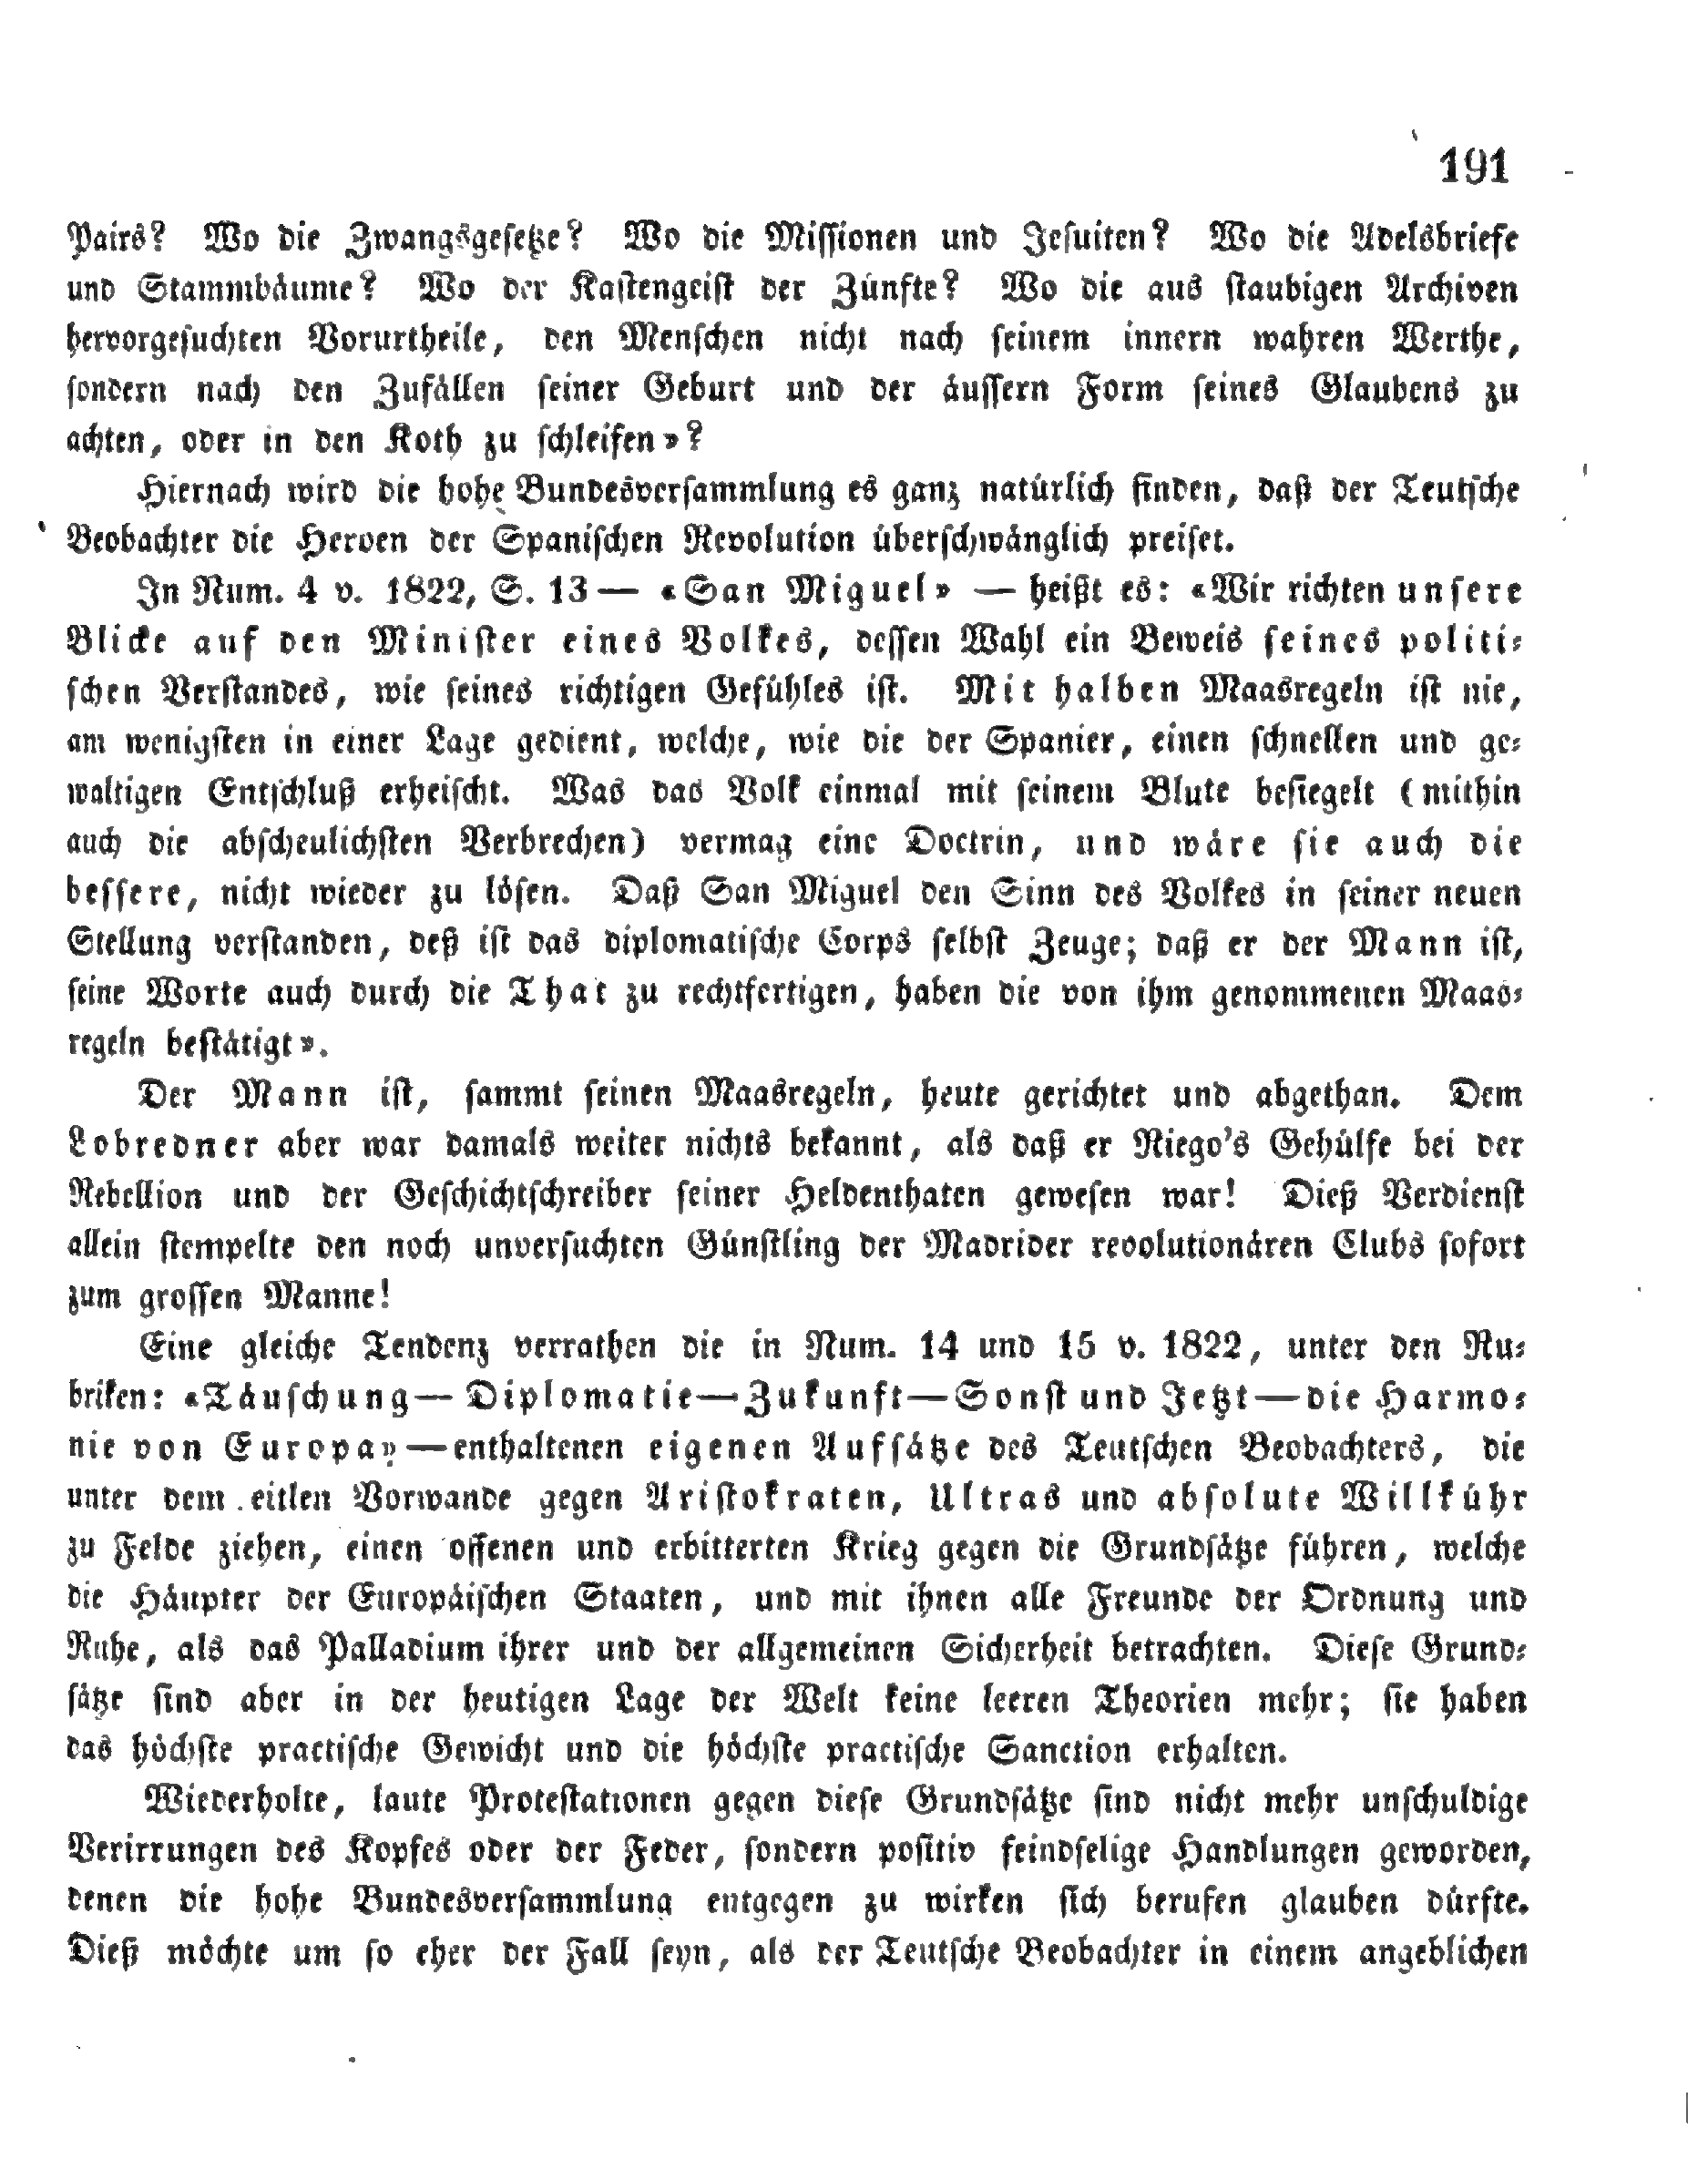 191
Pairs? Wo die Zwangsgesetze? Wo die Missionen und Jesuiten? Wo die Adelsbriefe
und Stammbäume? Wo der Kastengeist der Zünfte? Wo die aus staubigen Archiven
hervorgesuchten Vorurtheile, den Menschen nicht nach seinem innern wahren Werthe,
sondern nach den Zufällen seiner Geburt und der äussern Form seines Glaubens zu
achten, oder in den Koth zu schleifen»?
Hiernach wird die hohe Bundesversammlung es ganz natürlich finden, daß der Teutsche
Beobachter die Heroen der Spanischen Revolution überschwänglich preiset.
In Num. 4 v. 1822, S. 13 — «San Miguel» — heißt es: «Wir richten unsere
Blicke auf den Minister eines Volkes, dessen Wahl ein Beweis seines politi-
schen Verstandes, wie seines richtigen Gefühles ist. Mit halben Maasregeln ist nie,
am wenigsten in einer Lage gedient, welche, wie die der Spanier, einen schnellen und ge-
waltigen Entschluß erheischt. Was das Volk einmal mit seinem Blute besiegelt (mithin
auch die abscheulichsten Verbrechen) vermag eine Doctrin, und wäre sie auch die
bessere, nicht wieder zu lösen. Daß San Miguel den Sinn des Volkes in seiner neuen
Stellung verstanden, deß ist das diplomatische Corps selbst Zeuge; daß er der Mann ist,
seine Worte auch durch die That zu rechtfertigen, haben die von ihm genommenen Maas-
regeln bestätigt».
Der Mann ist, sammt seinen Maasregeln, heute gerichtet und abgethan. Dem
Lobredner aber war damals weiter nichts bekannt, als daß er Riego's Gehülfe bei der
Rebellion und der Geschichtschreiber seiner Heldenthaten gewesen war! Dieß Verdienst
allein stempelte den noch unversuchten Günstling der Madrider revolutionären Clubs sofort
zum grossen Manne!
Eine gleiche Tendenz verrathen die in Num. 14 und 15 v. 1822, unter den Ru-
briken: «Täuschung — Diplomatie — Zukunft — Sonst und Jetzt — die Harmo-
nie von Europa» — enthaltenen eigenen Aufsätze des Teutschen Beobachters, die
unter dem eitlen Vorwande gegen Aristokraten, Ultras und absolute Willkühr
zu Felde ziehen, einen offenen und erbitterten Krieg gegen die Grundsätze führen, welche
die Häupter der Europäischen Staaten, und mit ihnen alle Freunde der Ordnung und
Ruhe, als das Palladium ihrer und der allgemeinen Sicherheit betrachten. Diese Grund-
sätze sind aber in der heutigen Lage der Welt keine leeren Theorien mehr; sie haben
das höchste practische Gewicht und die höchste practische Sanction erhalten.
Wiederholte, laute Protestationen gegen diese Grundsätze sind nicht mehr unschuldige
Verirrungen des Kopfes oder der Feder, sondern positiv feindselige Handlungen geworden,
denen die hohe Bundesversammlung entgegen zu wirken sich berufen glauben dürfte.
Dieß möchte um so eher der Fall seyn, als der Teutsche Beobachter in einem angeblichen